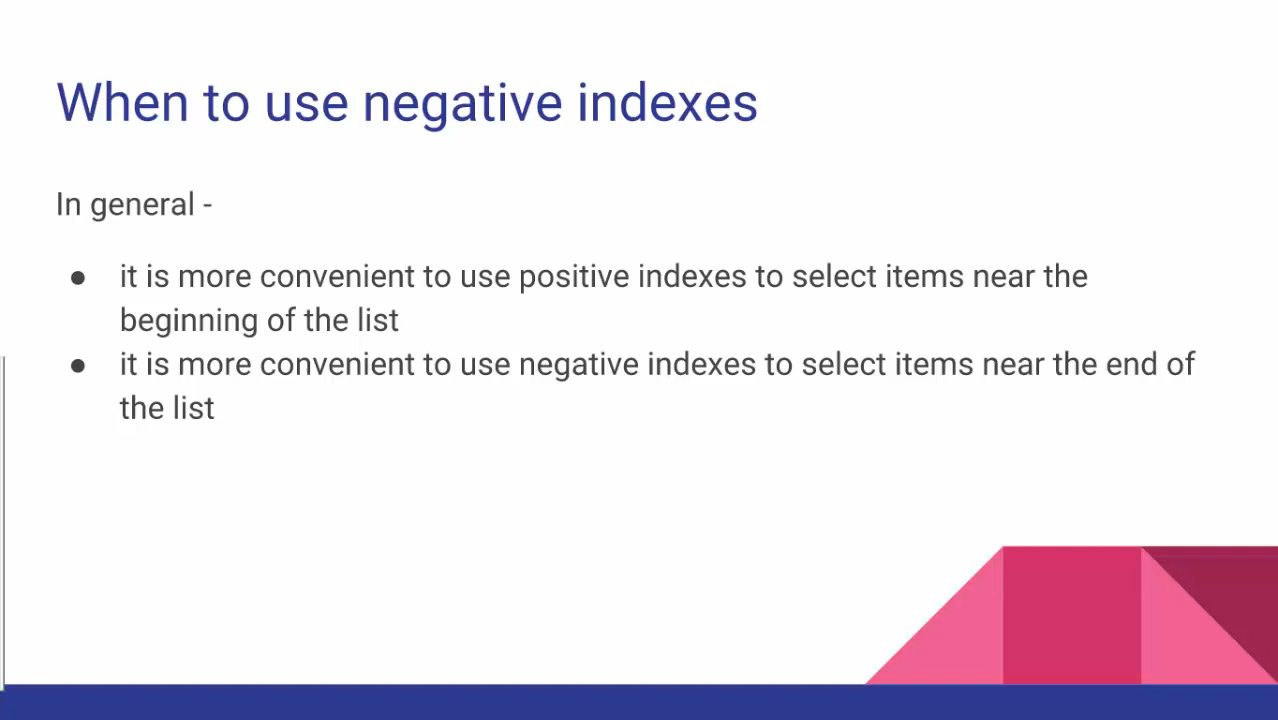 When to use negative indexes
In general -
● it is more convenient to use positive indexes to select items near the
beginning of the list
● it is more convenient to use negative indexes to select items near the end of
the list